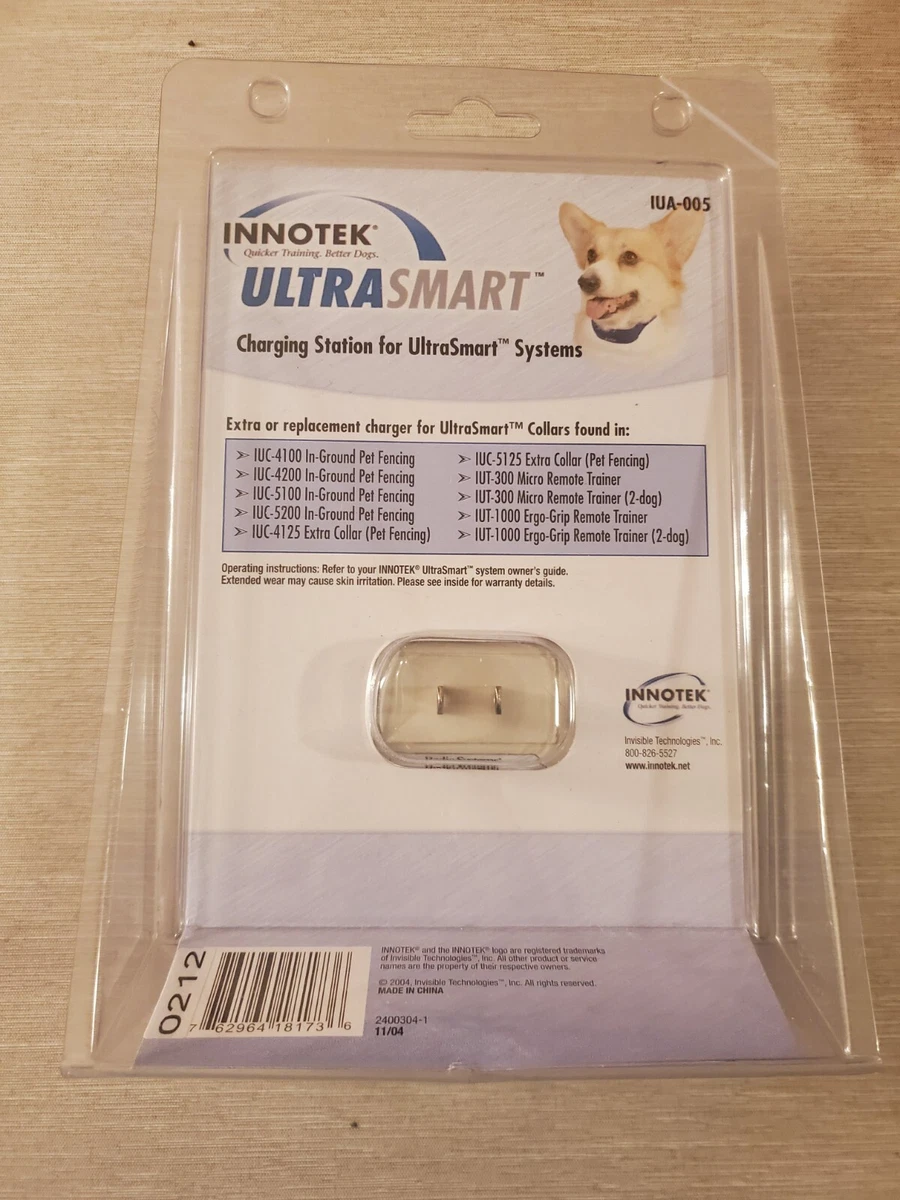 IUA-005
INNOTEK®
Quicker Training. Better Dogs.
ULTRASMART™
Charging Station for UltraSmart™ Systems
Extra or replacement charger for UltraSmart™ Collars found in:
➢ IUC-4100 In-Ground Pet Fencing
➢ IUC-4200 In-Ground Pet Fencing
➢ IUC-5100 In-Ground Pet Fencing
➢ IUC-5200 In-Ground Pet Fencing
➢ IUC-4125 Extra Collar (Pet Fencing)
➢ IUC-5125 Extra Collar (Pet Fencing)
➢ IUT-300 Micro Remote Trainer
➢ IUT-300 Micro Remote Trainer (2-dog)
➢ IUT-1000 Ergo-Grip Remote Trainer
➢ IUT-1000 Ergo-Grip Remote Trainer (2-dog)
Operating instructions: Refer to your INNOTEK® UltraSmart™ system owner's guide.
Extended wear may cause skin irritation. Please see inside for warranty details.
INNOTEK®
Quicker Training. Better Dogs.
Invisible Technologies™, Inc.
800-826-5527
www.innotek.net
0212
7 62964 18173 6
INNOTEK® and the INNOTEK® logo are registered trademarks
of Invisible Technologies™, Inc. All other product or service
names are the property of their respective owners.
© 2004, Invisible Technologies™, Inc. All rights reserved.
MADE IN CHINA
2400304-1
11/04